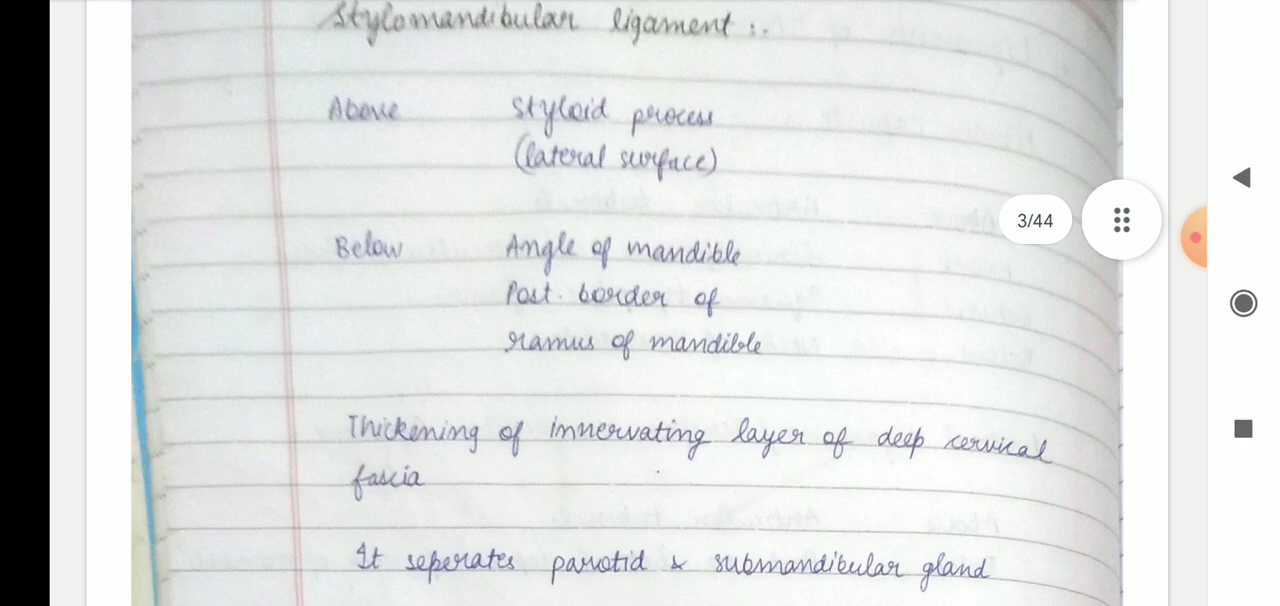 Stylomandibular ligament :-
Above Styloid process
(lateral surface)
3/44
Below Angle of mandible
Post. border of
ramus of mandible
Thickening of innervating layer of deep cervical
fascia
It seperates parotid & submandibular gland